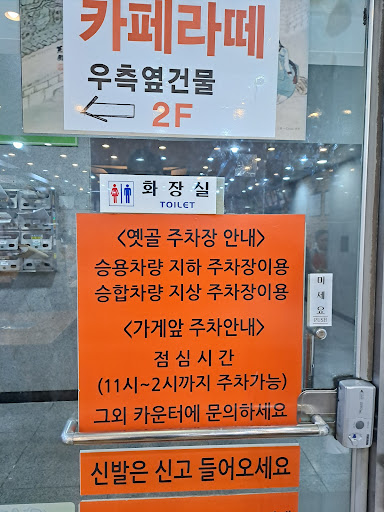 카페라떼
우측옆건물
2F
화장실
TOILET
<옛골 주차장 안내>
승용차량 지하 주차장이용
승합차량 지상 주차장이용
<가게앞 주차안내>
점심시간
(11시~2시까지 주차가능)
그외 카운터에 문의하세요
미세요
PUSH
신발은 신고 들어오세요